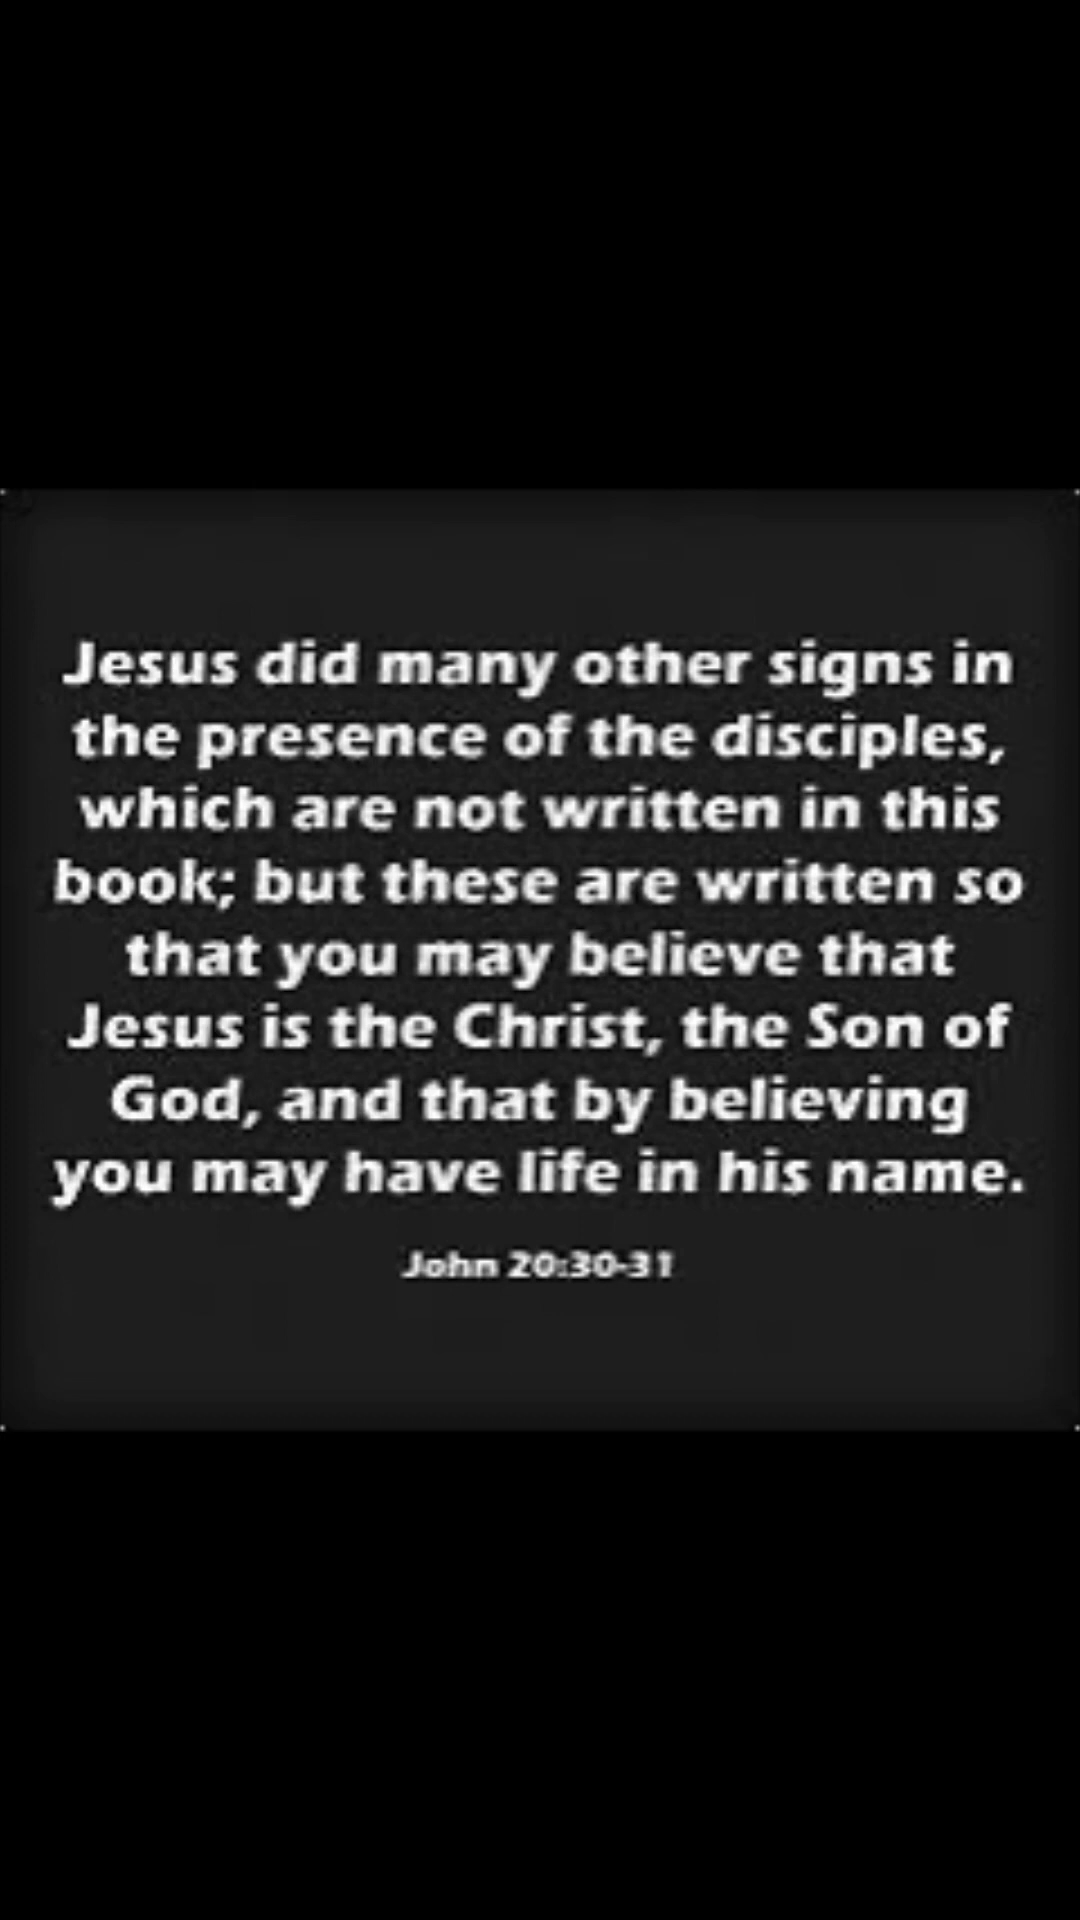 Jesus did many other signs in
the presence of the disciples,
which are not written in this
book; but these are written so
that you may believe that
Jesus is the Christ, the Son of
God, and that by believing
you may have life in his name.
John 20:30-31